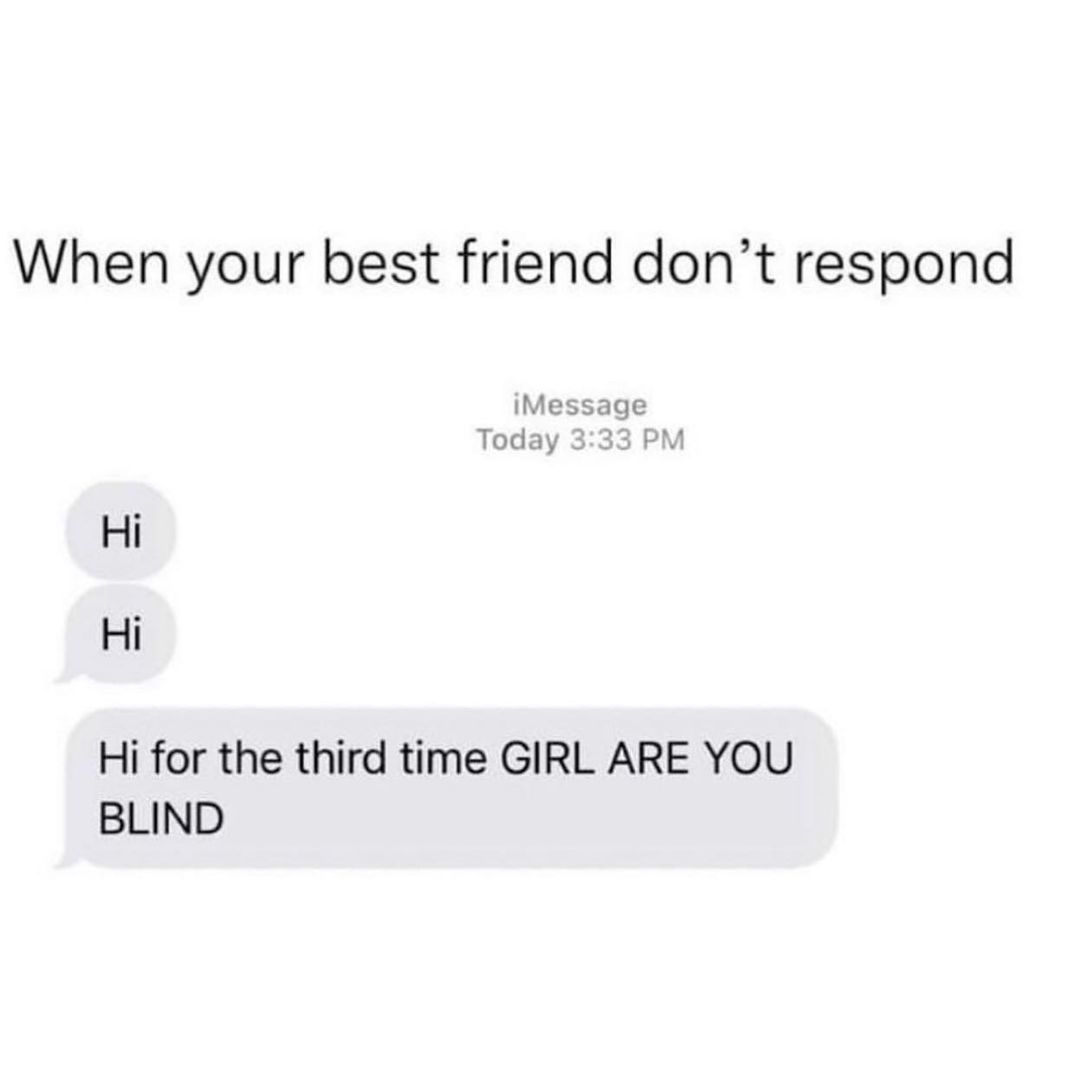 When your best friend don’t respond
iMessage
Today 3:33 PM
Hi
Hi
Hi for the third time GIRL ARE YOU
BLIND